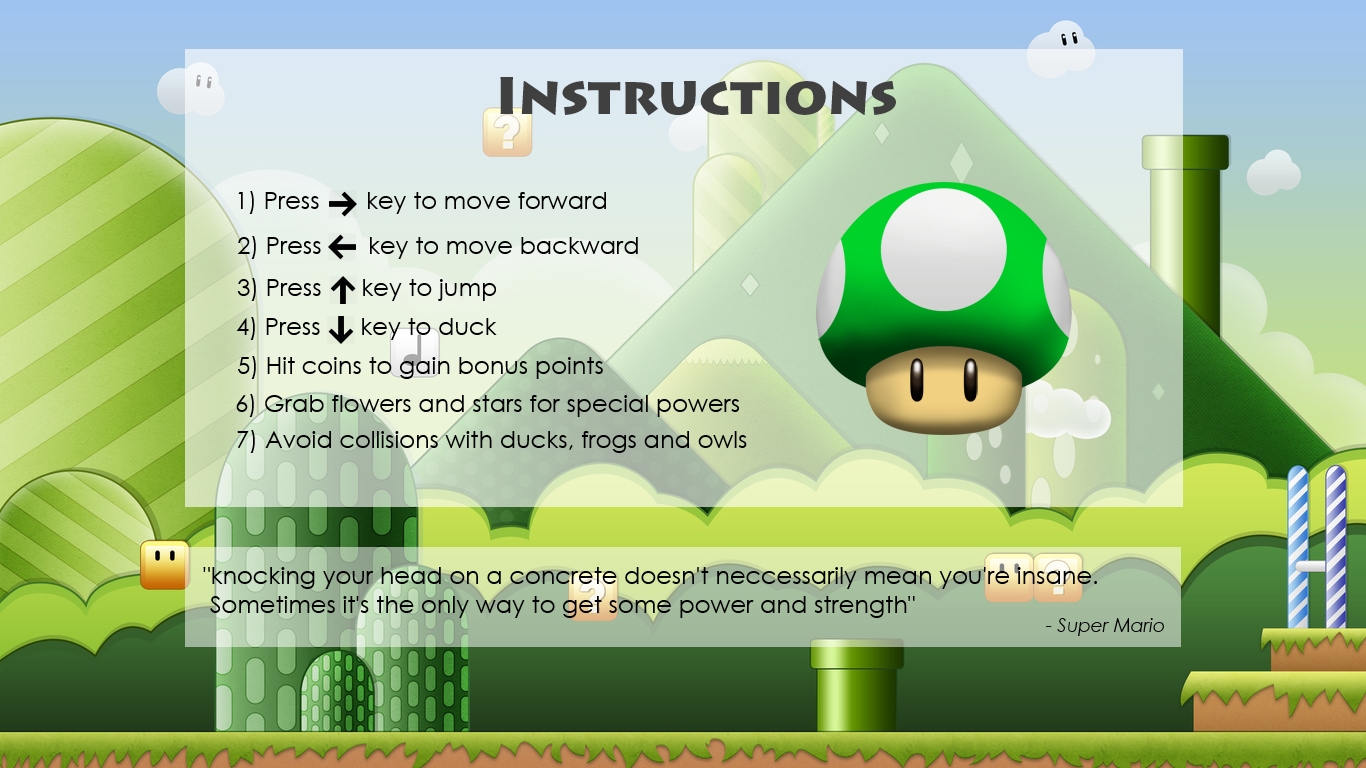 Instructions
1) Press → key to move forward
2) Press ← key to move backward
3) Press ↑ key to jump
4) Press ↓ key to duck
5) Hit coins to gain bonus points
6) Grab flowers and stars for special powers
7) Avoid collisions with ducks, frogs and owls
"knocking your head on a concrete doesn't neccessarily mean you're insane.
Sometimes it's the only way to get some power and strength"
- Super Mario